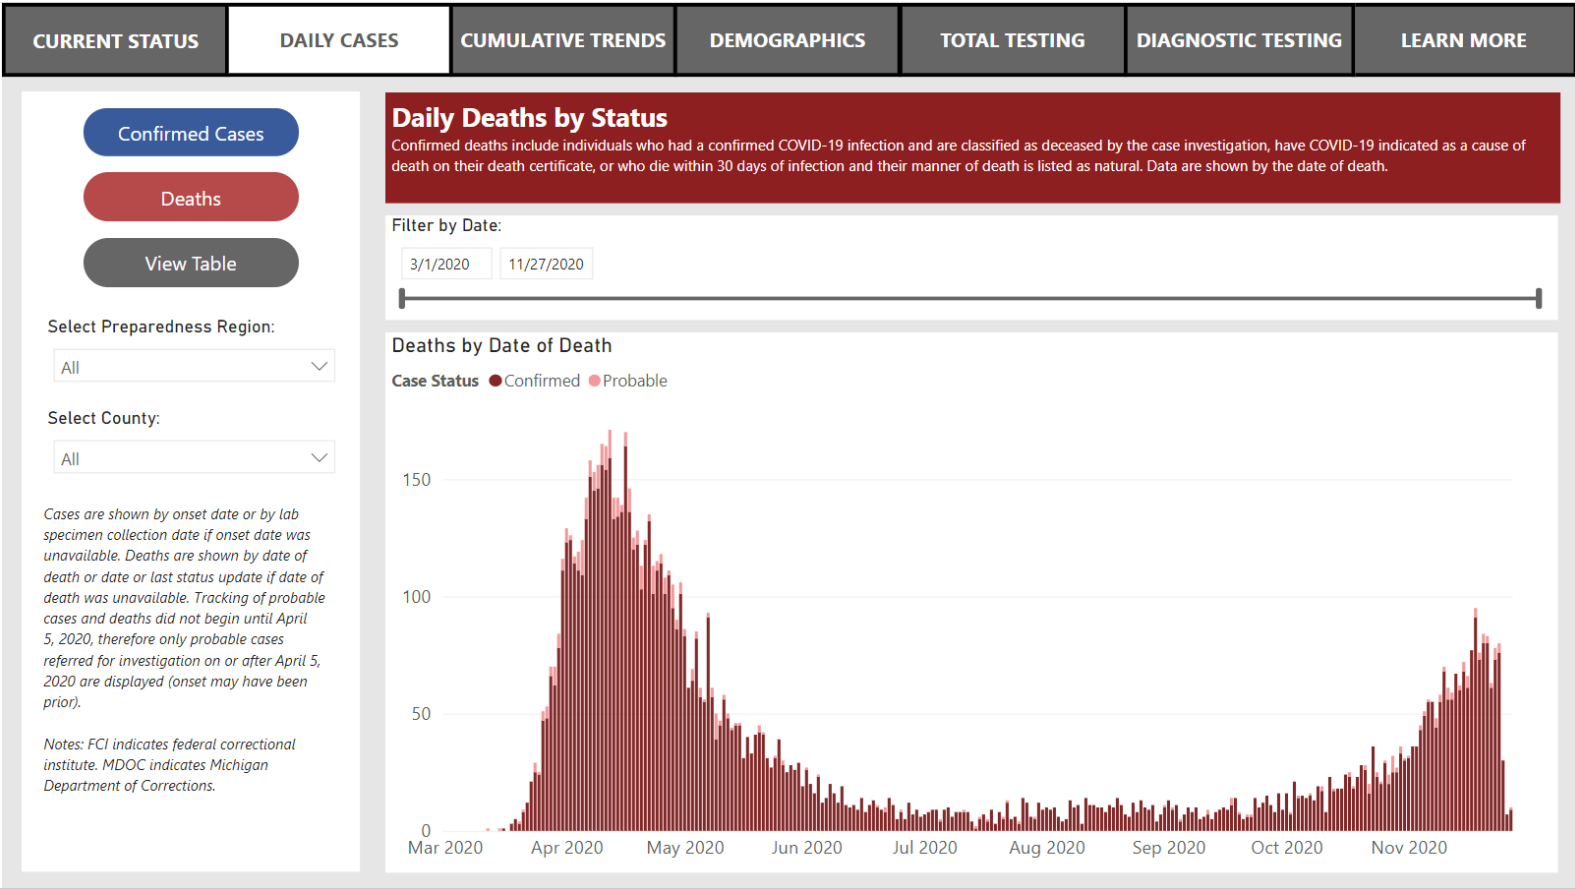 CURRENT STATUS
DAILY CASES
CUMULATIVE TRENDS
DEMOGRAPHICS
TOTAL TESTING
DIAGNOSTIC TESTING
LEARN MORE
Confirmed Cases
Deaths
View Table
Select Preparedness Region:
All
Select County:
All
Cases are shown by onset date or by lab
specimen collection date if onset date was
unavailable. Deaths are shown by date of
death or date or last status update if date of
death was unavailable. Tracking of probable
cases and deaths did not begin until April
5, 2020, therefore only probable cases
referred for investigation on or after April 5,
2020 are displayed (onset may have been
prior).
Notes: FCI indicates federal correctional
institute. MDOC indicates Michigan
Department of Corrections.
Daily Deaths by Status
Confirmed deaths include individuals who had a confirmed COVID-19 infection and are classified as deceased by the case investigation, have COVID-19 indicated as a cause of
death on their death certificate, or who die within 30 days of infection and their manner of death is listed as natural. Data are shown by the date of death.
Filter by Date:
3/1/2020
11/27/2020
Deaths by Date of Death
Case Status Confirmed Probable
150
100
50
0
Mar 2020
Apr 2020
May 2020
Jun 2020
Jul 2020
Aug 2020
Sep 2020
Oct 2020
Nov 2020